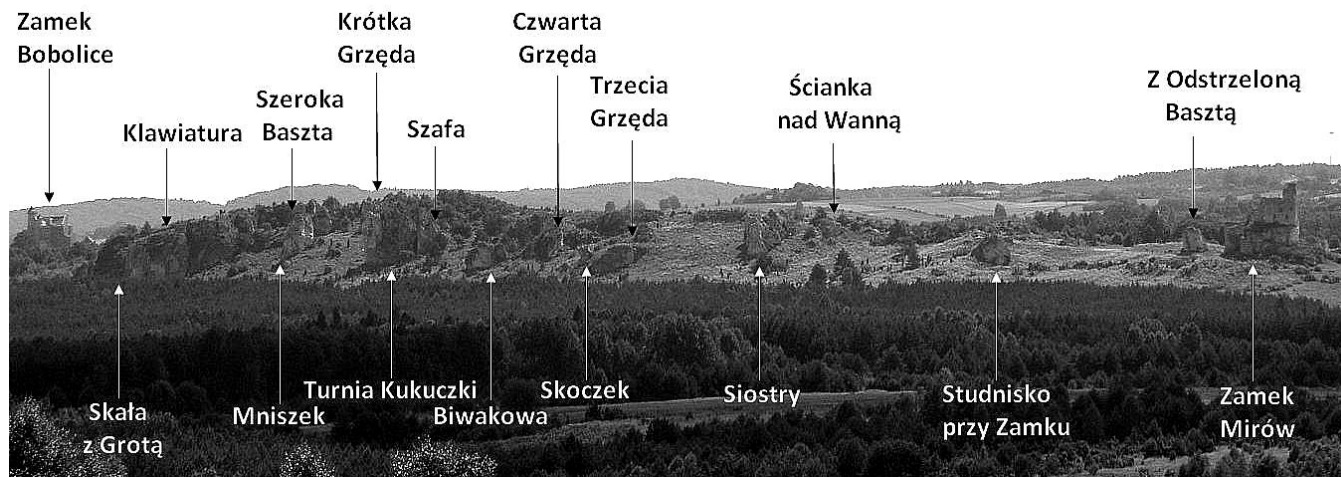 Zamek
Bobolice
Klawiatura
Szeroka
Baszta
Krótka
Grzęda
Szafa
Czwarta
Grzęda
Trzecia
Grzęda
Ścianka
nad Wanną
Z Odstrzeloną
Basztą
Skała
z Grotą
Mniszek
Turnia Kukuczki
Biwakowa
Skoczek
Siostry
Studnisko
przy Zamku
Zamek
Mirów